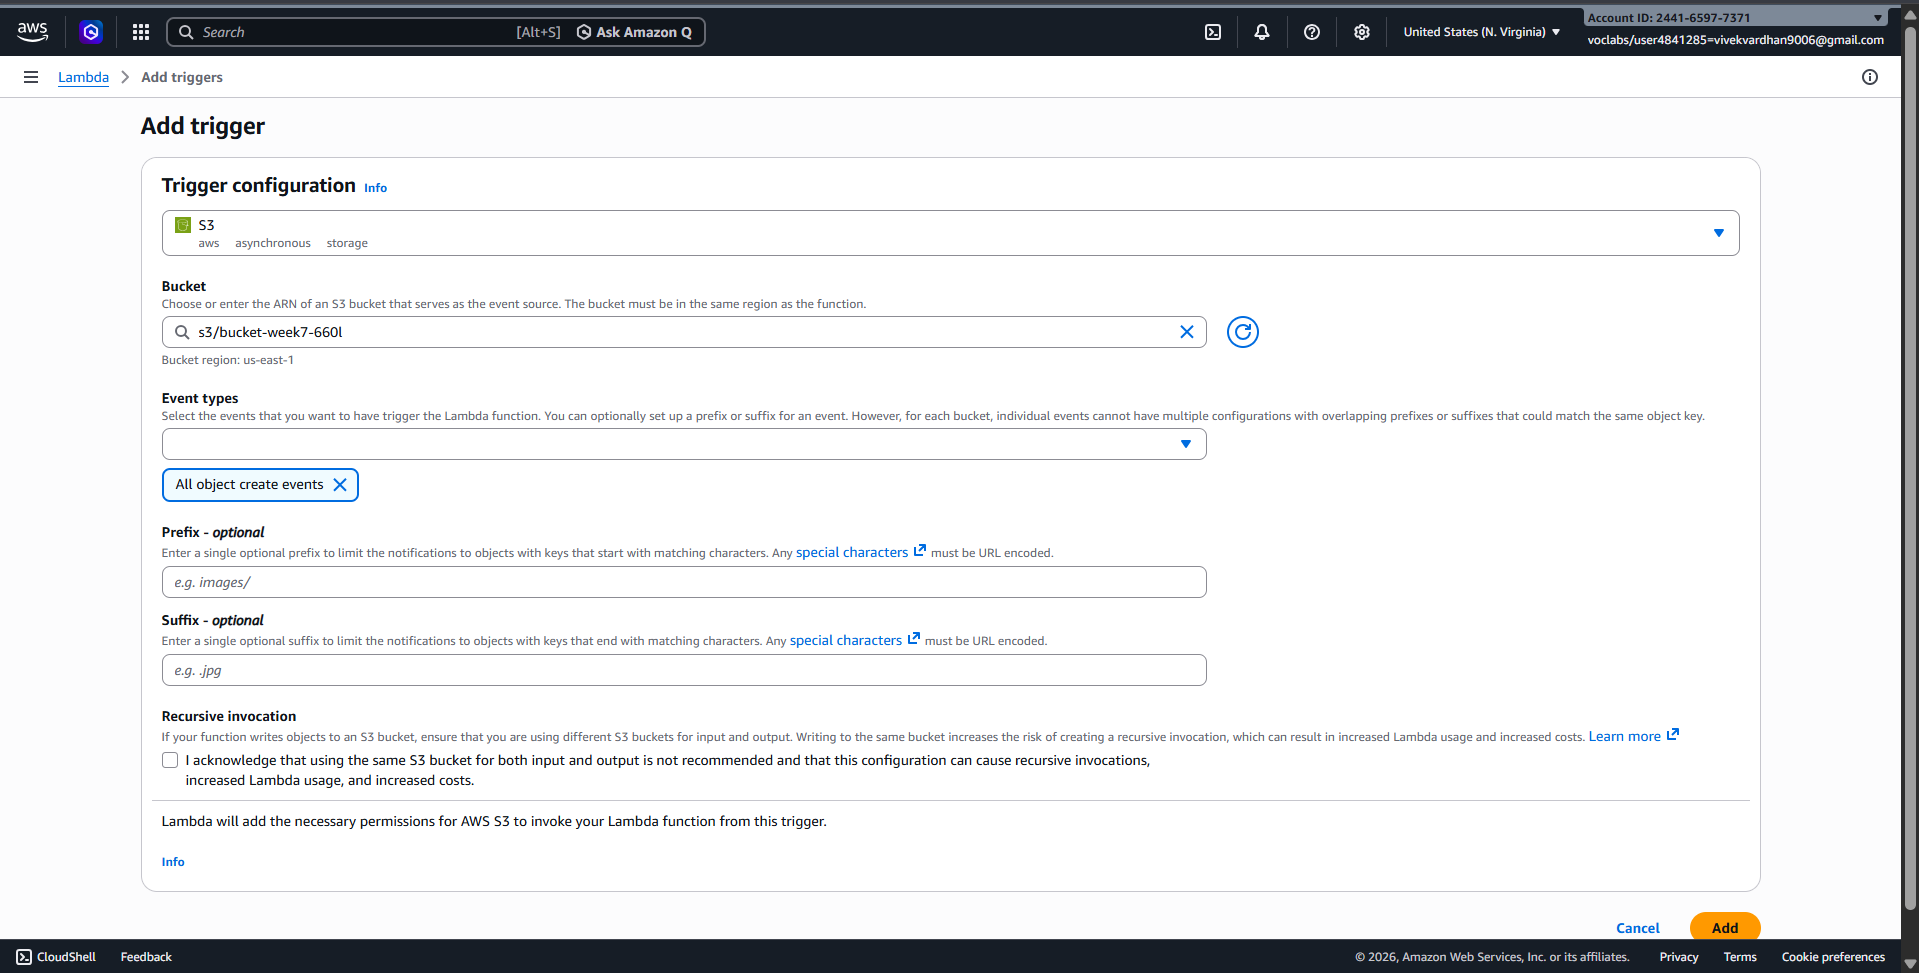 aws
Search
[Alt+S]
Ask Amazon Q
United States (N. Virginia)
Account ID: 2441-6597-7371
voclabs/user4841285=vivekvardhan9006@gmail.com
Lambda
Add triggers
Add trigger
Trigger configuration Info
S3
aws asynchronous storage
Bucket
Choose or enter the ARN of an S3 bucket that serves as the event source. The bucket must be in the same region as the function.
s3/bucket-week7-660l
Bucket region: us-east-1
Event types
Select the events that you want to have trigger the Lambda function. You can optionally set up a prefix or suffix for an event. However, for each bucket, individual events cannot have multiple configurations with overlapping prefixes or suffixes that could match the same object key.
All object create events
Prefix - optional
Enter a single optional prefix to limit the notifications to objects with keys that start with matching characters. Any special characters must be URL encoded.
e.g. images/
Suffix - optional
Enter a single optional suffix to limit the notifications to objects with keys that end with matching characters. Any special characters must be URL encoded.
e.g. .jpg
Recursive invocation
If your function writes objects to an S3 bucket, ensure that you are using different S3 buckets for input and output. Writing to the same bucket increases the risk of creating a recursive invocation, which can result in increased Lambda usage and increased costs. Learn more
I acknowledge that using the same S3 bucket for both input and output is not recommended and that this configuration can cause recursive invocations,
increased Lambda usage, and increased costs.
Lambda will add the necessary permissions for AWS S3 to invoke your Lambda function from this trigger.
Info
Cancel
Add
CloudShell
Feedback
© 2026, Amazon Web Services, Inc. or its affiliates.
Privacy
Terms
Cookie preferences